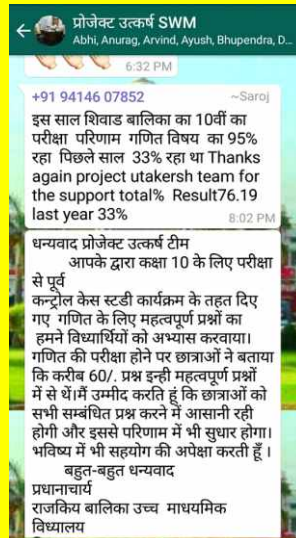 प्रोजेक्ट उत्कर्ष SWM
Abhi, Anurag, Arvind, Ayush, Bhupendra, D...
6:32 PM
+91 94146 07852 ~Saroj
इस साल शिवाड बालिका का 10वीं का
परीक्षा परिणाम गणित विषय का 95%
रहा पिछले साल 33% रहा था Thanks
again project utakersh team for
the support total% Result76.19
last year 33%
8:02 PM
धन्यवाद प्रोजेक्ट उत्कर्ष टीम
आपके द्वारा कक्षा 10 के लिए परीक्षा
से पूर्व
कन्ट्रोल केस स्टडी कार्यक्रम के तहत दिए
गए गणित के लिए महत्वपूर्ण प्रश्नों का
हमने विध्यार्थियों को अभ्यास करवाया।
गणित की परीक्षा होने पर छात्राओं ने बताया
कि करीब 60/. प्रश्न इन्ही महत्वपूर्ण प्रश्नों
में से थें।मैं उम्मीद करति हूं कि छात्राओं को
सभी सम्बंधित प्रश्न करने में आसानी रही
होगी और इससे परिणाम में भी सुधार होगा।
भविष्य में भी सहयोग की अपेक्षा करती हूँ ।
बहुत-बहुत धन्यवाद
प्रधानाचार्य
राजकिय बालिका उच्च माध्यमिक
विध्यालय